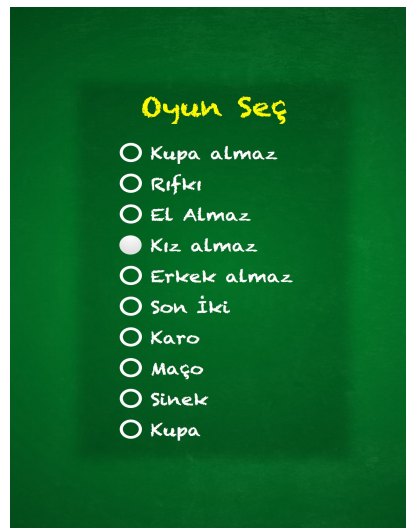 Oyun Seç
Kupa almaz
Rıfkı
El Almaz
Kız almaz
Erkek almaz
Son İki
Karo
Maço
Sinek
Kupa